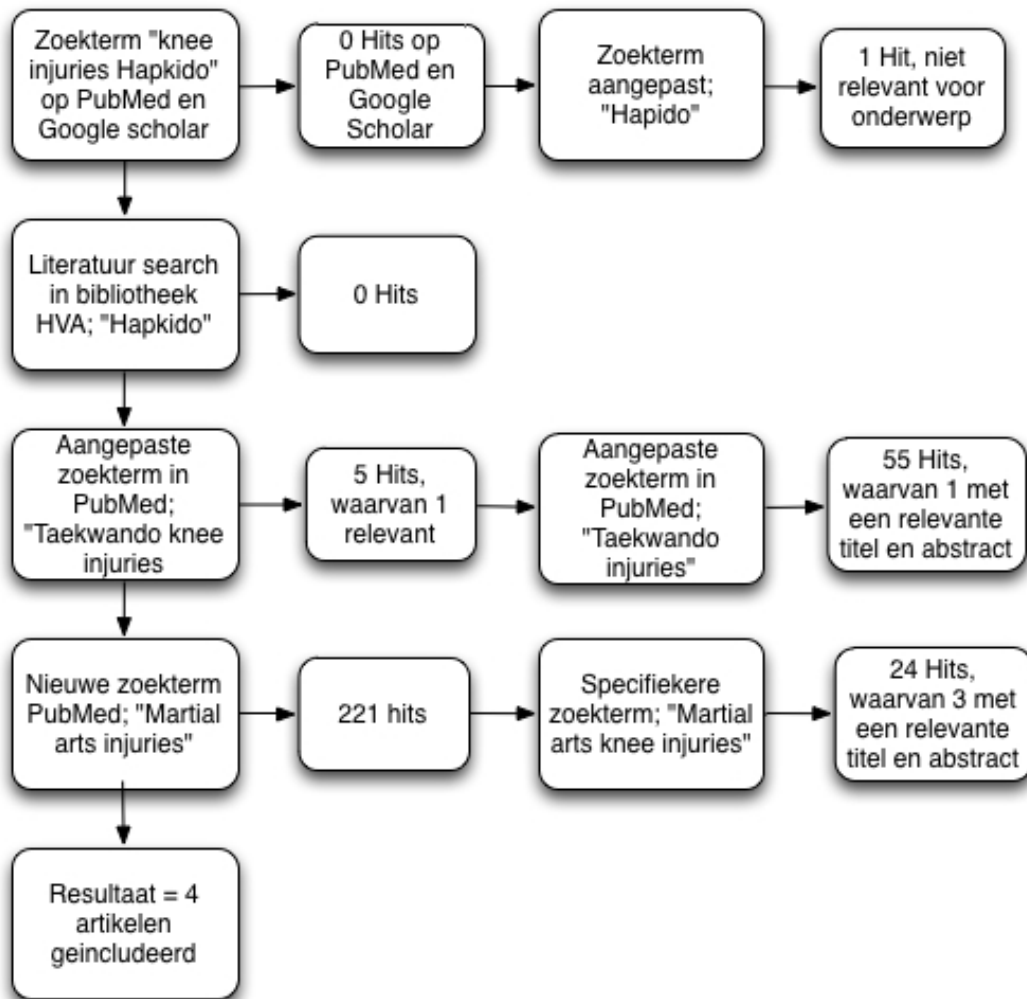 Zoekterm "knee
injuries Hapkido"
op PubMed en
Google scholar
0 Hits op
PubMed en
Google
Scholar
Zoekterm
aangepast;
"Hapido"
1 Hit, niet
relevant voor
onderwerp
Literatuur search
in bibliotheek
HVA; "Hapkido"
0 Hits
Aangepaste
zoekterm in
PubMed;
"Taekwando knee
injuries
5 Hits,
waarvan 1
relevant
Aangepaste
zoekterm in
PubMed;
"Taekwando
injuries"
55 Hits,
waarvan 1 met
een relevante
titel en abstract
Nieuwe zoekterm
PubMed; "Martial
arts injuries"
221 hits
Specifiekere
zoekterm; "Martial
arts knee injuries"
24 Hits,
waarvan 3 met
een relevante
titel en abstract
Resultaat = 4
artikelen
geincludeerd